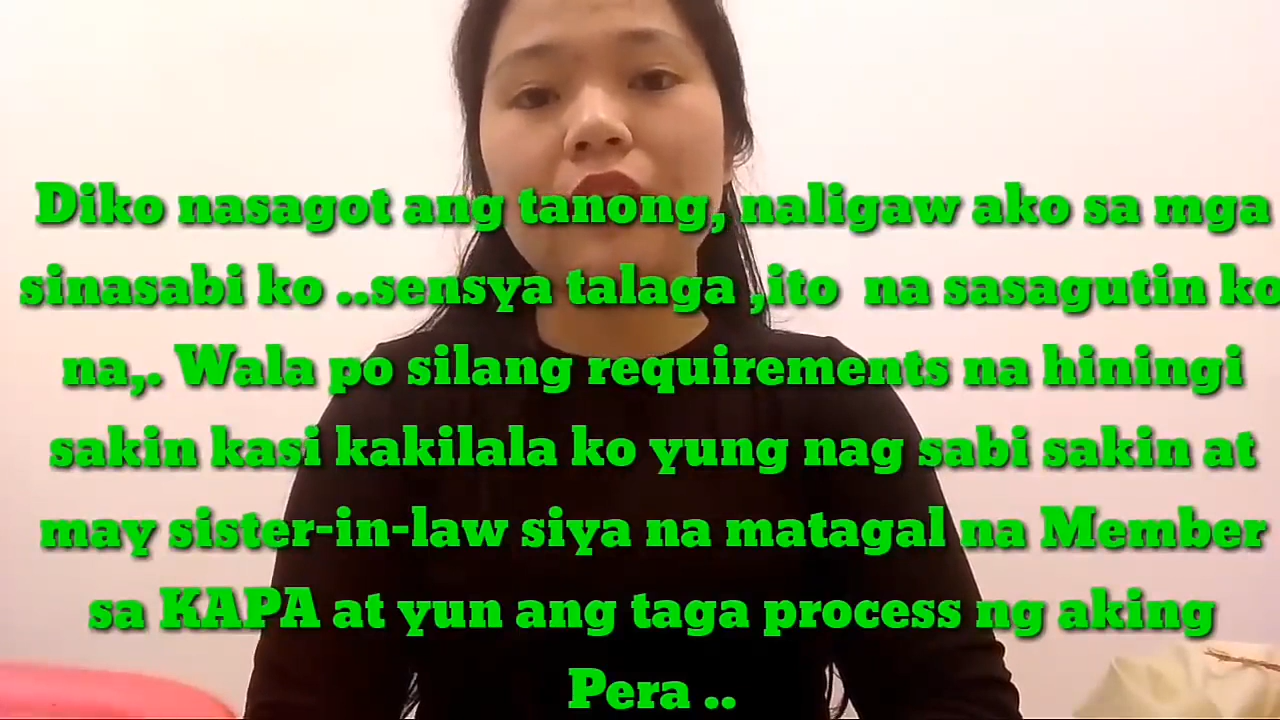 Diko nasagot ang tanong, naligaw ako sa mga
sinasabi ko ..sensya talaga ,ito na sasagutin ko
na,. Wala po silang requirements na hiningi
sakin kasi kakilala ko yung nag sabi sakin at
may sister-in-law siya na matagal na Member
sa KAPA at yun ang taga process ng aking
Pera ..